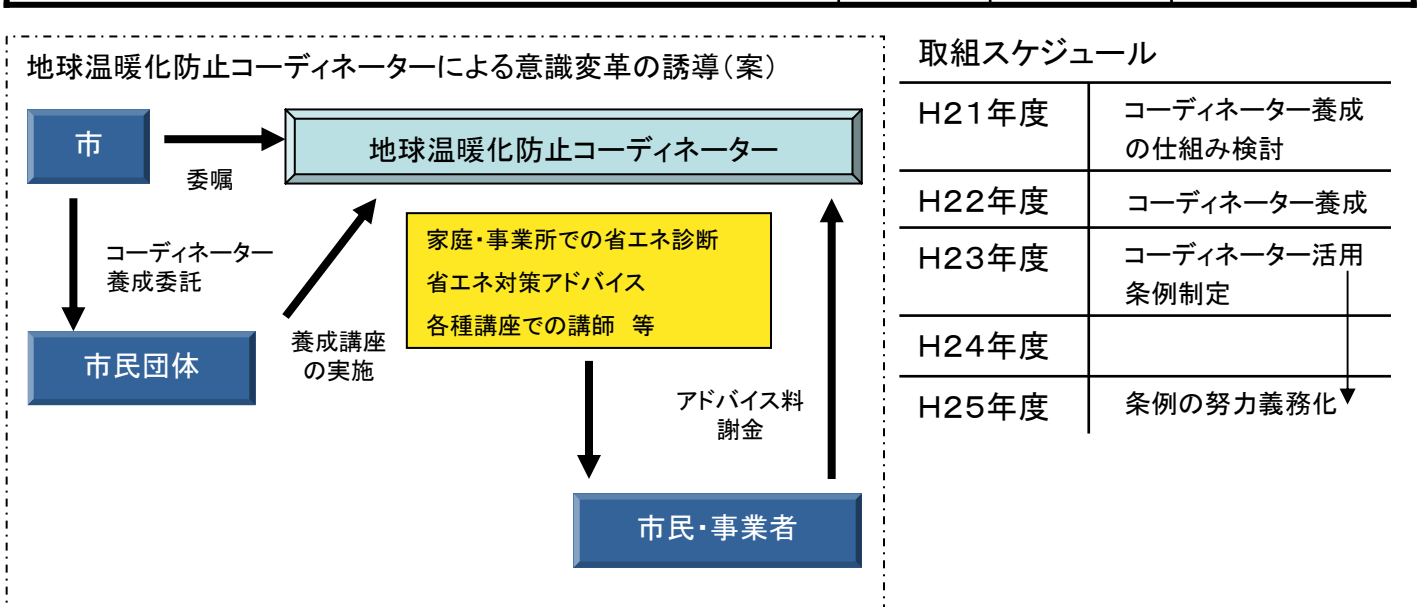 地球温暖化防止コーディネーターによる意識変革の誘導（案）
市
委嘱
地球温暖化防止コーディネーター
コーディネーター
養成委託
市民団体
養成講座
の実施
家庭・事業所での省エネ診断
省エネ対策アドバイス
各種講座での講師　等
アドバイス料
謝金
市民・事業者
取組スケジュール
Ｈ２１年度
コーディネーター養成
の仕組み検討
Ｈ２２年度
コーディネーター養成
Ｈ２３年度
コーディネーター活用
条例制定
Ｈ２４年度
Ｈ２５年度
条例の努力義務化